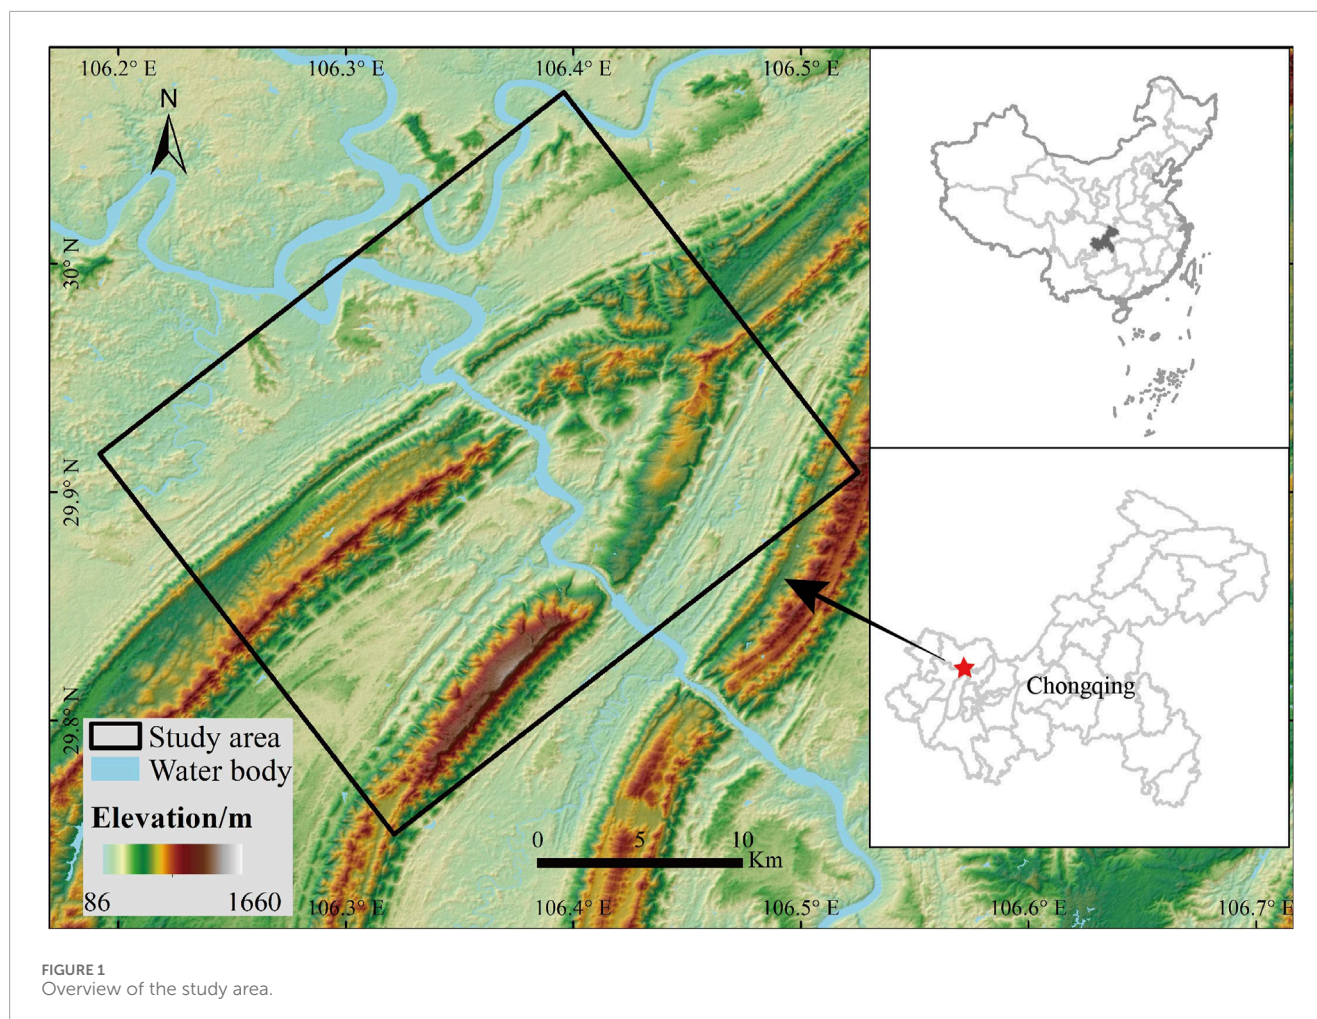 106.2° E
106.3° E
106.4° E
106.5° E
N
30° N
29.9° N
29.8° N
Chongqing
Study area
Water body
Elevation/m
86
1660
0
5
10
Km
106.3° E
106.4° E
106.5° E
106.6° E
106.7° E
FIGURE 1
Overview of the study area.